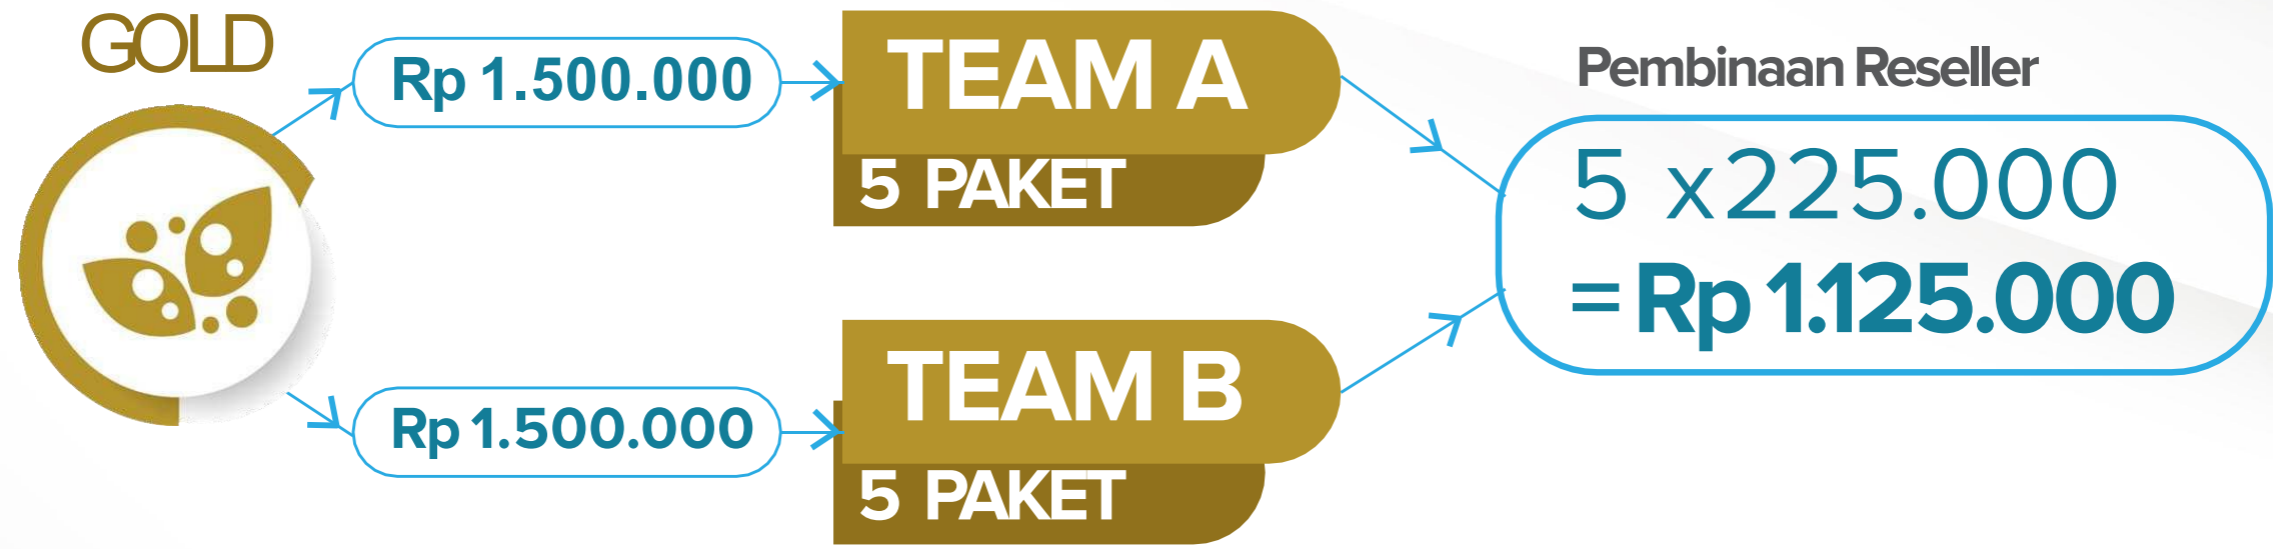 GOLD
Rp 1.500.000
TEAM A
5 PAKET
Rp 1.500.000
TEAM B
5 PAKET
Pembinaan Reseller
5 x225.000
= Rp 1.125.000